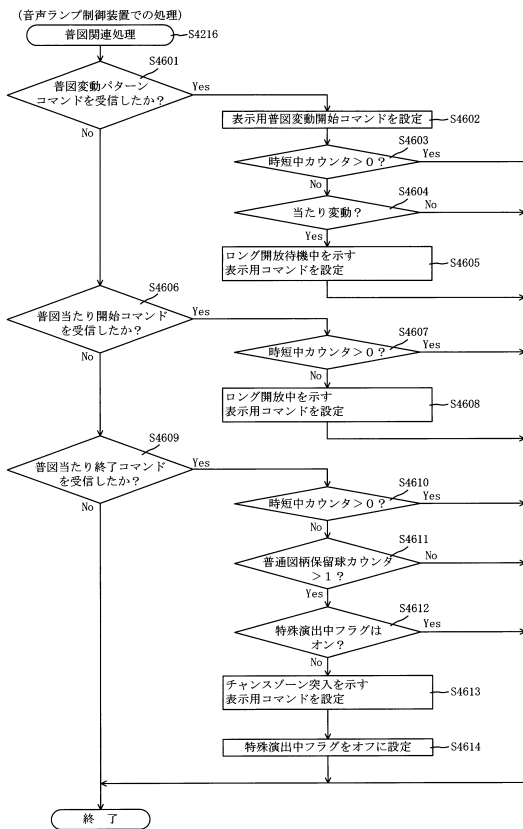 (音声ランプ制御装置での処理)
普図関連処理
S4216
S4601
普図変動パターン
コマンドを受信したか?
Yes
No
表示用普図変動開始コマンドを設定
S4602
S4603
時短中カウンタ>0?
Yes
No
S4604
当たり変動?
No
Yes
ロング開放待機中を示す
表示用コマンドを設定
S4605
S4606
普図当たり開始コマンド
を受信したか?
Yes
No
S4607
時短中カウンタ>0?
Yes
No
ロング開放中を示す
表示用コマンドを設定
S4608
S4609
普図当たり終了コマンド
を受信したか?
Yes
No
S4610
時短中カウンタ>0?
Yes
No
S4611
普通図柄保留球カウンタ
>1?
No
Yes
S4612
特殊演出中フラグは
オン?
Yes
No
チャンスゾーン突入を示す
表示用コマンドを設定
S4613
特殊演出中フラグをオフに設定
S4614
終了